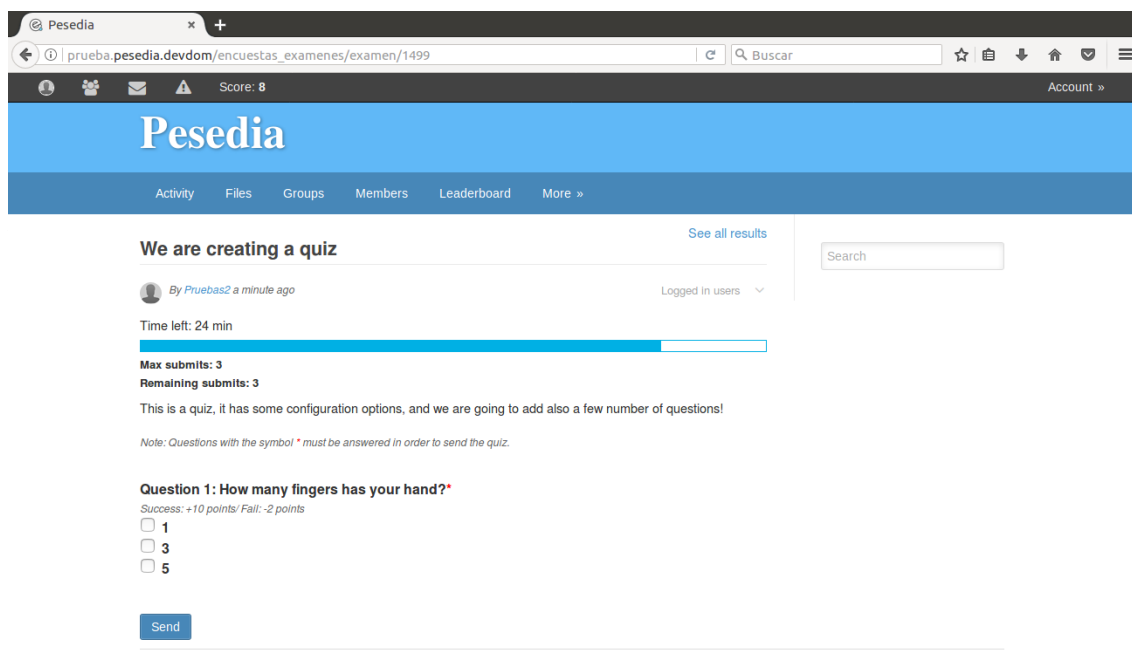 Pesedia
prueba.pesedia.devdom/encuestas_examenes/examen/1499
Buscar
Score: 8
Account »
Pesedia
Activity Files Groups Members Leaderboard More »
See all results
We are creating a quiz
Search
By Pruebas2 a minute ago
Logged in users
Time left: 24 min
Max submits: 3
Remaining submits: 3
This is a quiz, it has some configuration options, and we are going to add also a few number of questions!
Note: Questions with the symbol * must be answered in order to send the quiz.
Question 1: How many fingers has your hand?*
Success: +10 points/ Fail: -2 points
1
3
5
Send